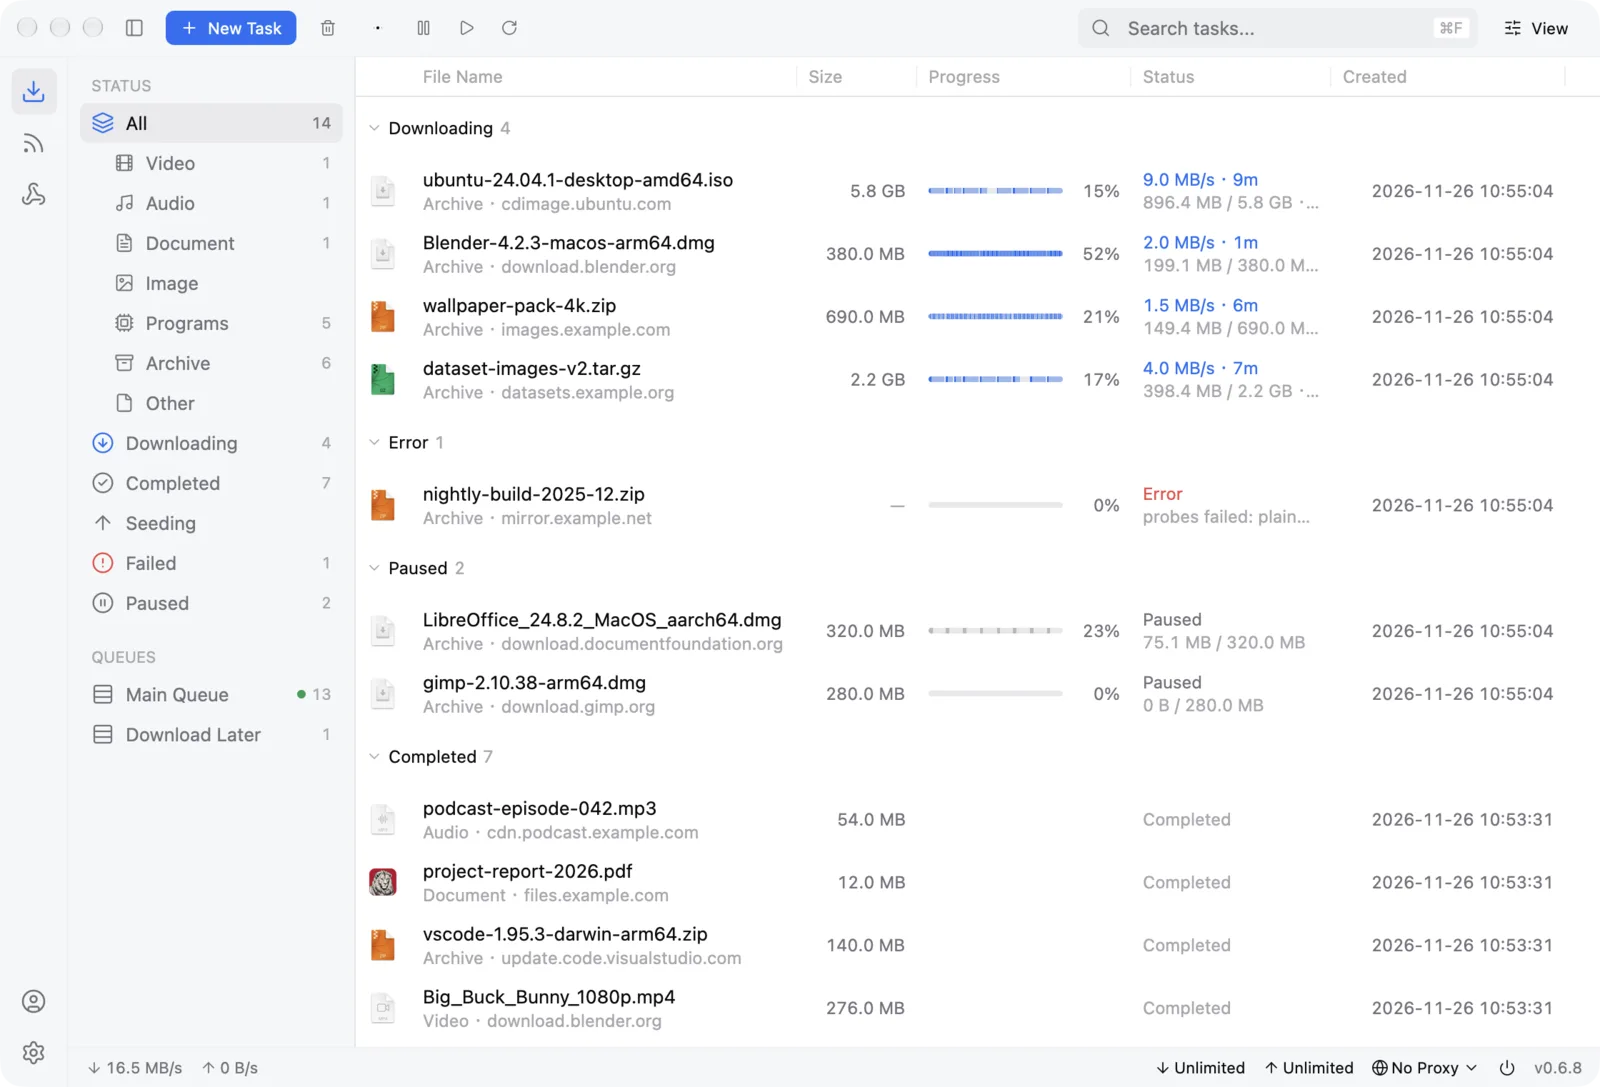 New Task
Search tasks...
⌘F
View
STATUS
All 14
Video 1
Audio 1
Document 1
Image
Programs 5
Archive 6
Other
Downloading 4
Completed 7
Seeding
Failed 1
Paused 2
QUEUES
Main Queue 13
Download Later 1
File Name Size Progress Status Created
Downloading 4
ubuntu-24.04.1-desktop-amd64.iso
Archive · cdimage.ubuntu.com
5.8 GB
15%
9.0 MB/s · 9m
896.4 MB / 5.8 GB ·...
2026-11-26 10:55:04
Blender-4.2.3-macos-arm64.dmg
Archive · download.blender.org
380.0 MB
52%
2.0 MB/s · 1m
199.1 MB / 380.0 M...
2026-11-26 10:55:04
wallpaper-pack-4k.zip
Archive · images.example.com
690.0 MB
21%
1.5 MB/s · 6m
149.4 MB / 690.0 M...
2026-11-26 10:55:04
dataset-images-v2.tar.gz
Archive · datasets.example.org
2.2 GB
17%
4.0 MB/s · 7m
398.4 MB / 2.2 GB ·...
2026-11-26 10:55:04
Error 1
nightly-build-2025-12.zip
Archive · mirror.example.net
—
0%
Error
probes failed: plain...
2026-11-26 10:55:04
Paused 2
LibreOffice_24.8.2_MacOS_aarch64.dmg
Archive · download.documentfoundation.org
320.0 MB
23%
Paused
75.1 MB / 320.0 MB
2026-11-26 10:55:04
gimp-2.10.38-arm64.dmg
Archive · download.gimp.org
280.0 MB
0%
Paused
0 B / 280.0 MB
2026-11-26 10:55:04
Completed 7
podcast-episode-042.mp3
Audio · cdn.podcast.example.com
54.0 MB
Completed
2026-11-26 10:53:31
project-report-2026.pdf
Document · files.example.com
12.0 MB
Completed
2026-11-26 10:53:31
vscode-1.95.3-darwin-arm64.zip
Archive · update.code.visualstudio.com
140.0 MB
Completed
2026-11-26 10:53:31
Big_Buck_Bunny_1080p.mp4
Video · download.blender.org
276.0 MB
Completed
2026-11-26 10:53:31
↓ 16.5 MB/s ↑ 0 B/s
↓ Unlimited ↑ Unlimited No Proxy v0.6.8